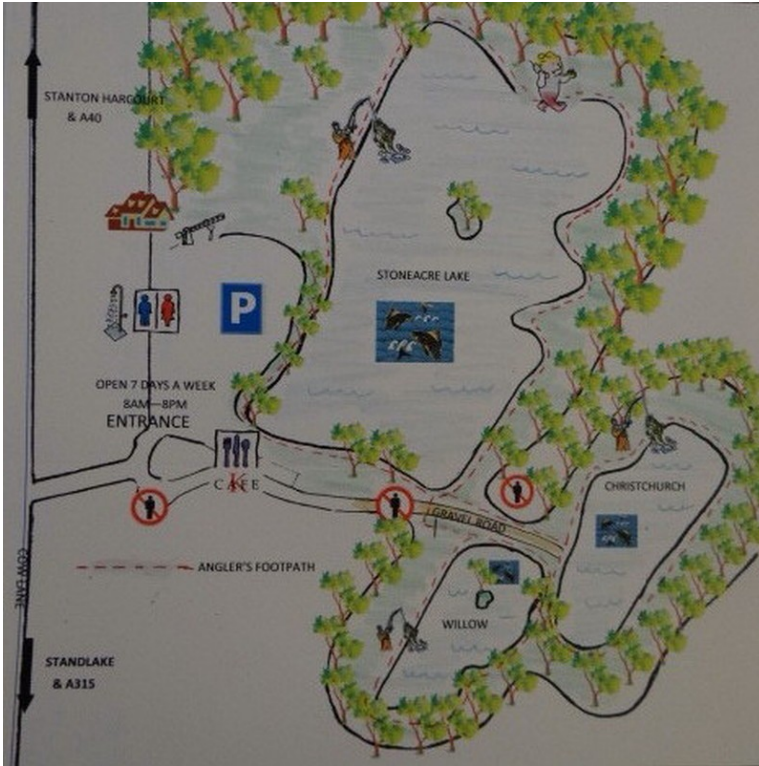 STANTON HARCOURT
& A40
STONEACRE LAKE
P
OPEN 7 DAYS A WEEK
8AM—8PM
ENTRANCE
CAFE
CHRISTCHURCH
GRAVEL ROAD
COW LANE
ANGLER'S FOOTPATH
WILLOW
STANDLAKE
& A315